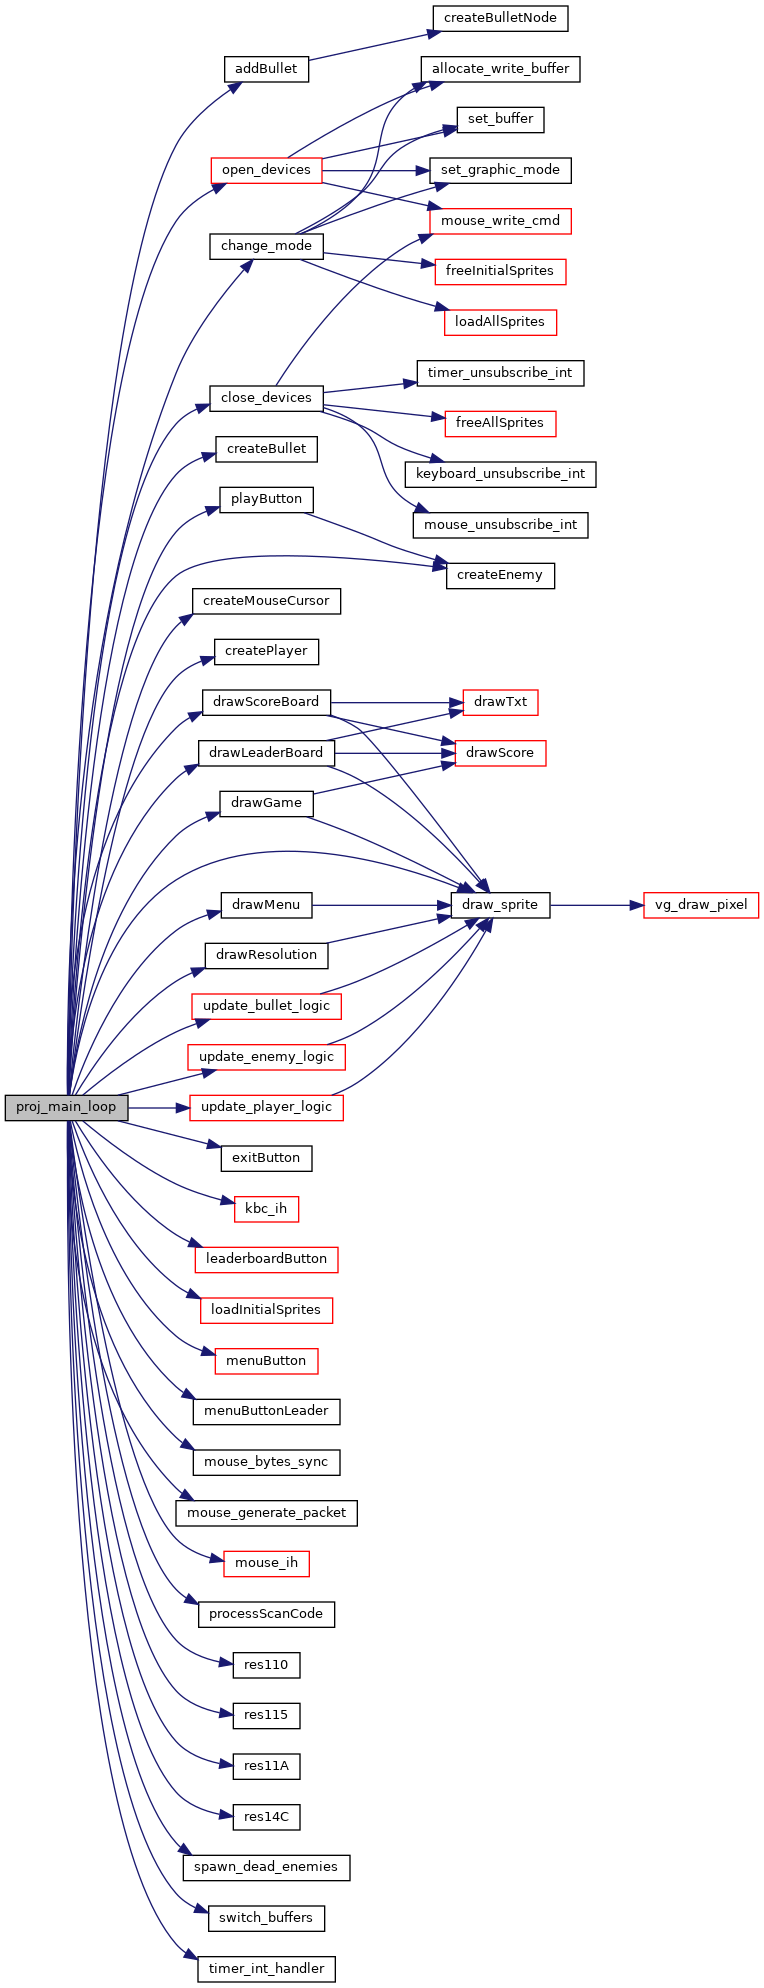 createBulletNode
addBullet
allocate_write_buffer
set_buffer
open_devices
set_graphic_mode
mouse_write_cmd
change_mode
freeInitialSprites
loadAllSprites
timer_unsubscribe_int
close_devices
freeAllSprites
createBullet
keyboard_unsubscribe_int
playButton
mouse_unsubscribe_int
createEnemy
createMouseCursor
createPlayer
drawScoreBoard
drawTxt
drawLeaderBoard
drawScore
drawGame
drawMenu
draw_sprite
vg_draw_pixel
drawResolution
update_bullet_logic
update_enemy_logic
proj_main_loop
update_player_logic
exitButton
kbc_ih
leaderboardButton
loadInitialSprites
menuButton
menuButtonLeader
mouse_bytes_sync
mouse_generate_packet
mouse_ih
processScanCode
res110
res115
res11A
res14C
spawn_dead_enemies
switch_buffers
timer_int_handler